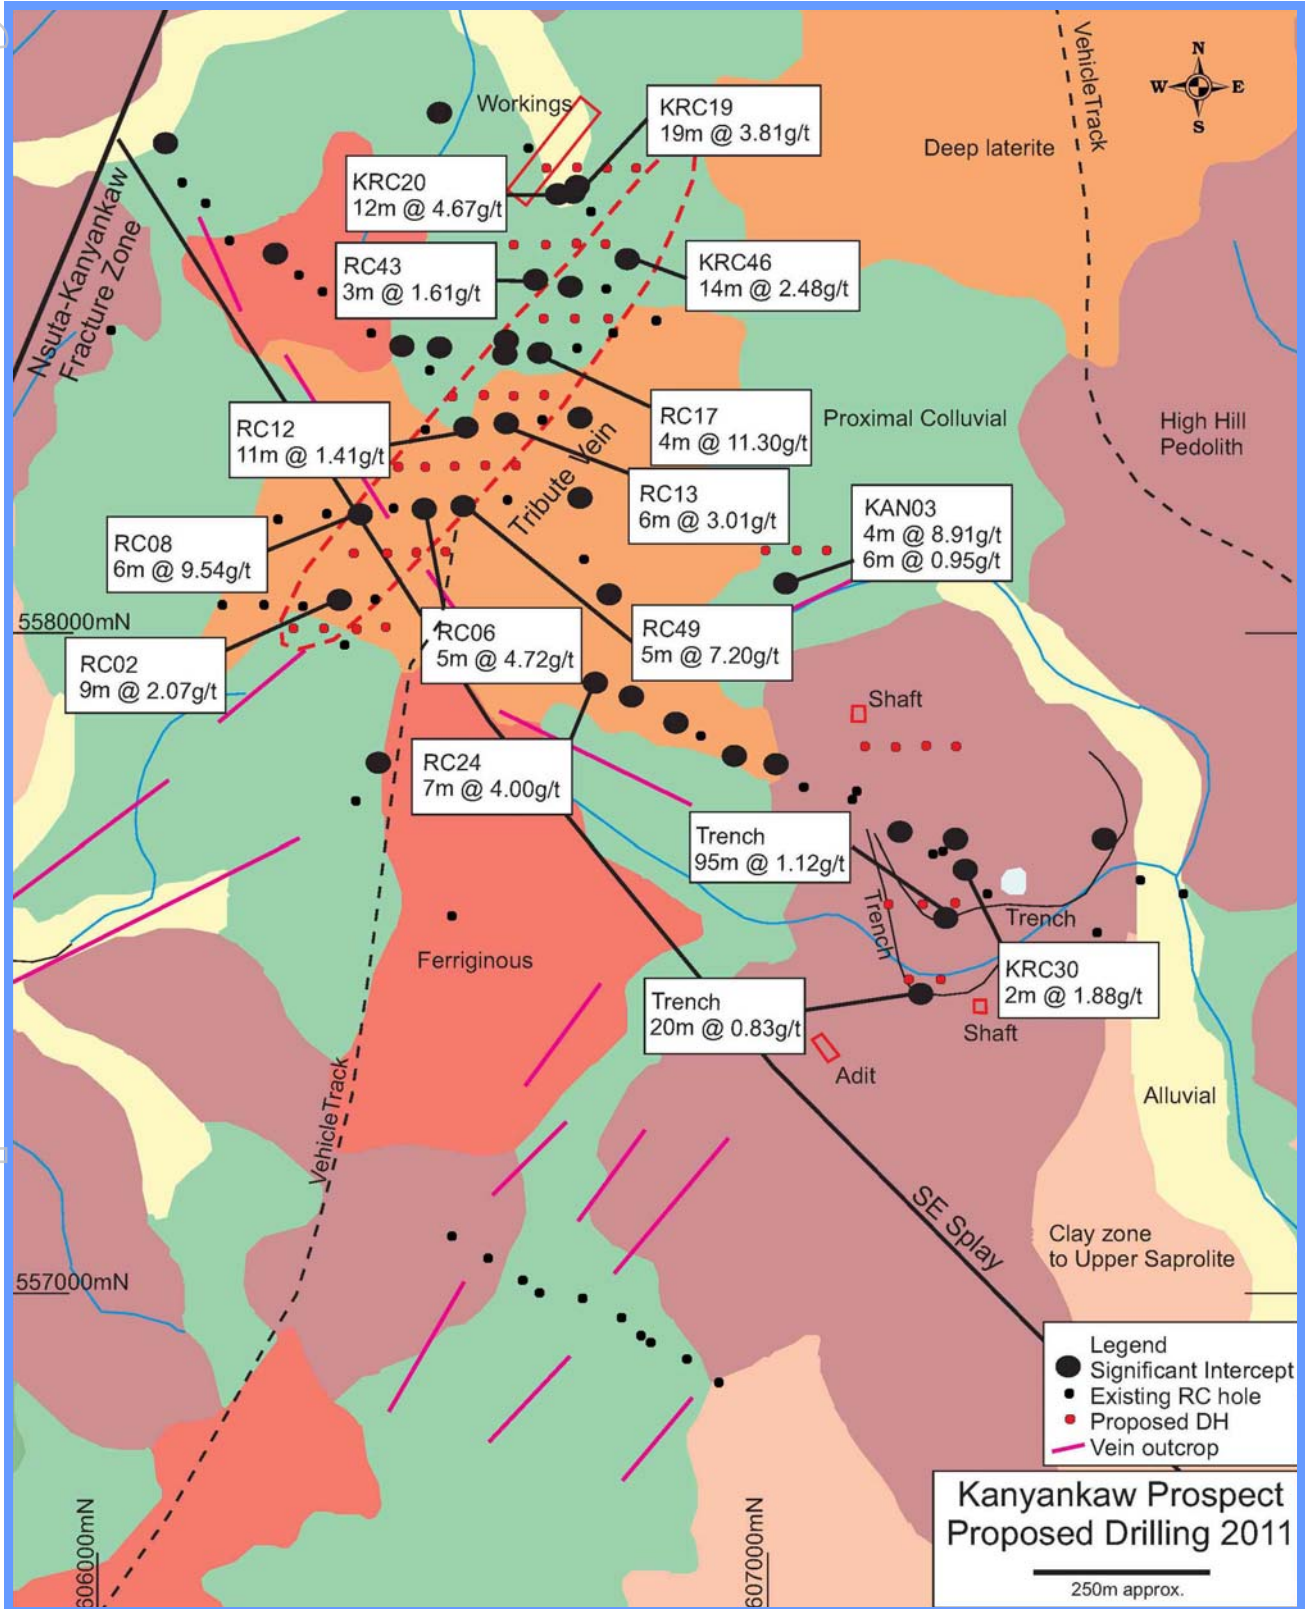 N
W E
S
VehicleTrack
Workings
KRC19
19m @ 3.81g/t
Deep laterite
KRC20
12m @ 4.67g/t
Nsuta-Kanyankaw
Fracture Zone
RC43
3m @ 1.61g/t
KRC46
14m @ 2.48g/t
RC12
11m @ 1.41g/t
RC17
4m @ 11.30g/t
Proximal Colluvial
High Hill
Pedolith
Tribute Vein
RC13
6m @ 3.01g/t
KAN03
4m @ 8.91g/t
6m @ 0.95g/t
RC08
6m @ 9.54g/t
558000mN
RC02
9m @ 2.07g/t
RC06
5m @ 4.72g/t
RC49
5m @ 7.20g/t
Shaft
RC24
7m @ 4.00g/t
Trench
95m @ 1.12g/t
Trench
Trench
Ferriginous
KRC30
2m @ 1.88g/t
Trench
20m @ 0.83g/t
Shaft
Adit
VehicleTrack
Alluvial
SE Splay
Clay zone
to Upper Saprolite
557000mN
Legend
Significant Intercept
Existing RC hole
Proposed DH
Vein outcrop
606000mN
607000mN
Kanyankaw Prospect
Proposed Drilling 2011
250m approx.